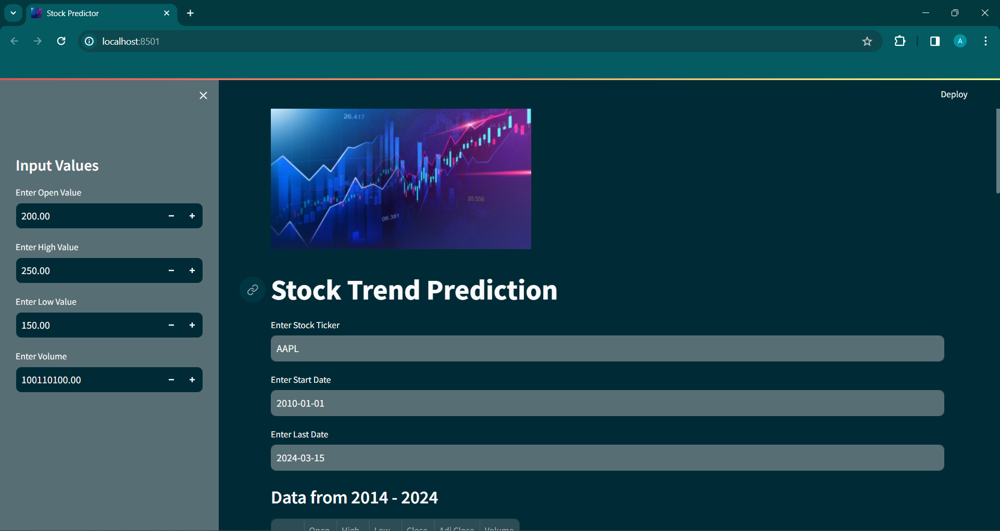 Stock Predictor
localhost:8501
Deploy
26.417
44.870
20.556
06.381
Input Values
Enter Open Value
200.00
Enter High Value
250.00
Enter Low Value
150.00
Enter Volume
100110100.00
Stock Trend Prediction
Enter Stock Ticker
AAPL
Enter Start Date
2010-01-01
Enter Last Date
2024-03-15
Data from 2014 - 2024
Open High Low Close Adj Close Volume
A